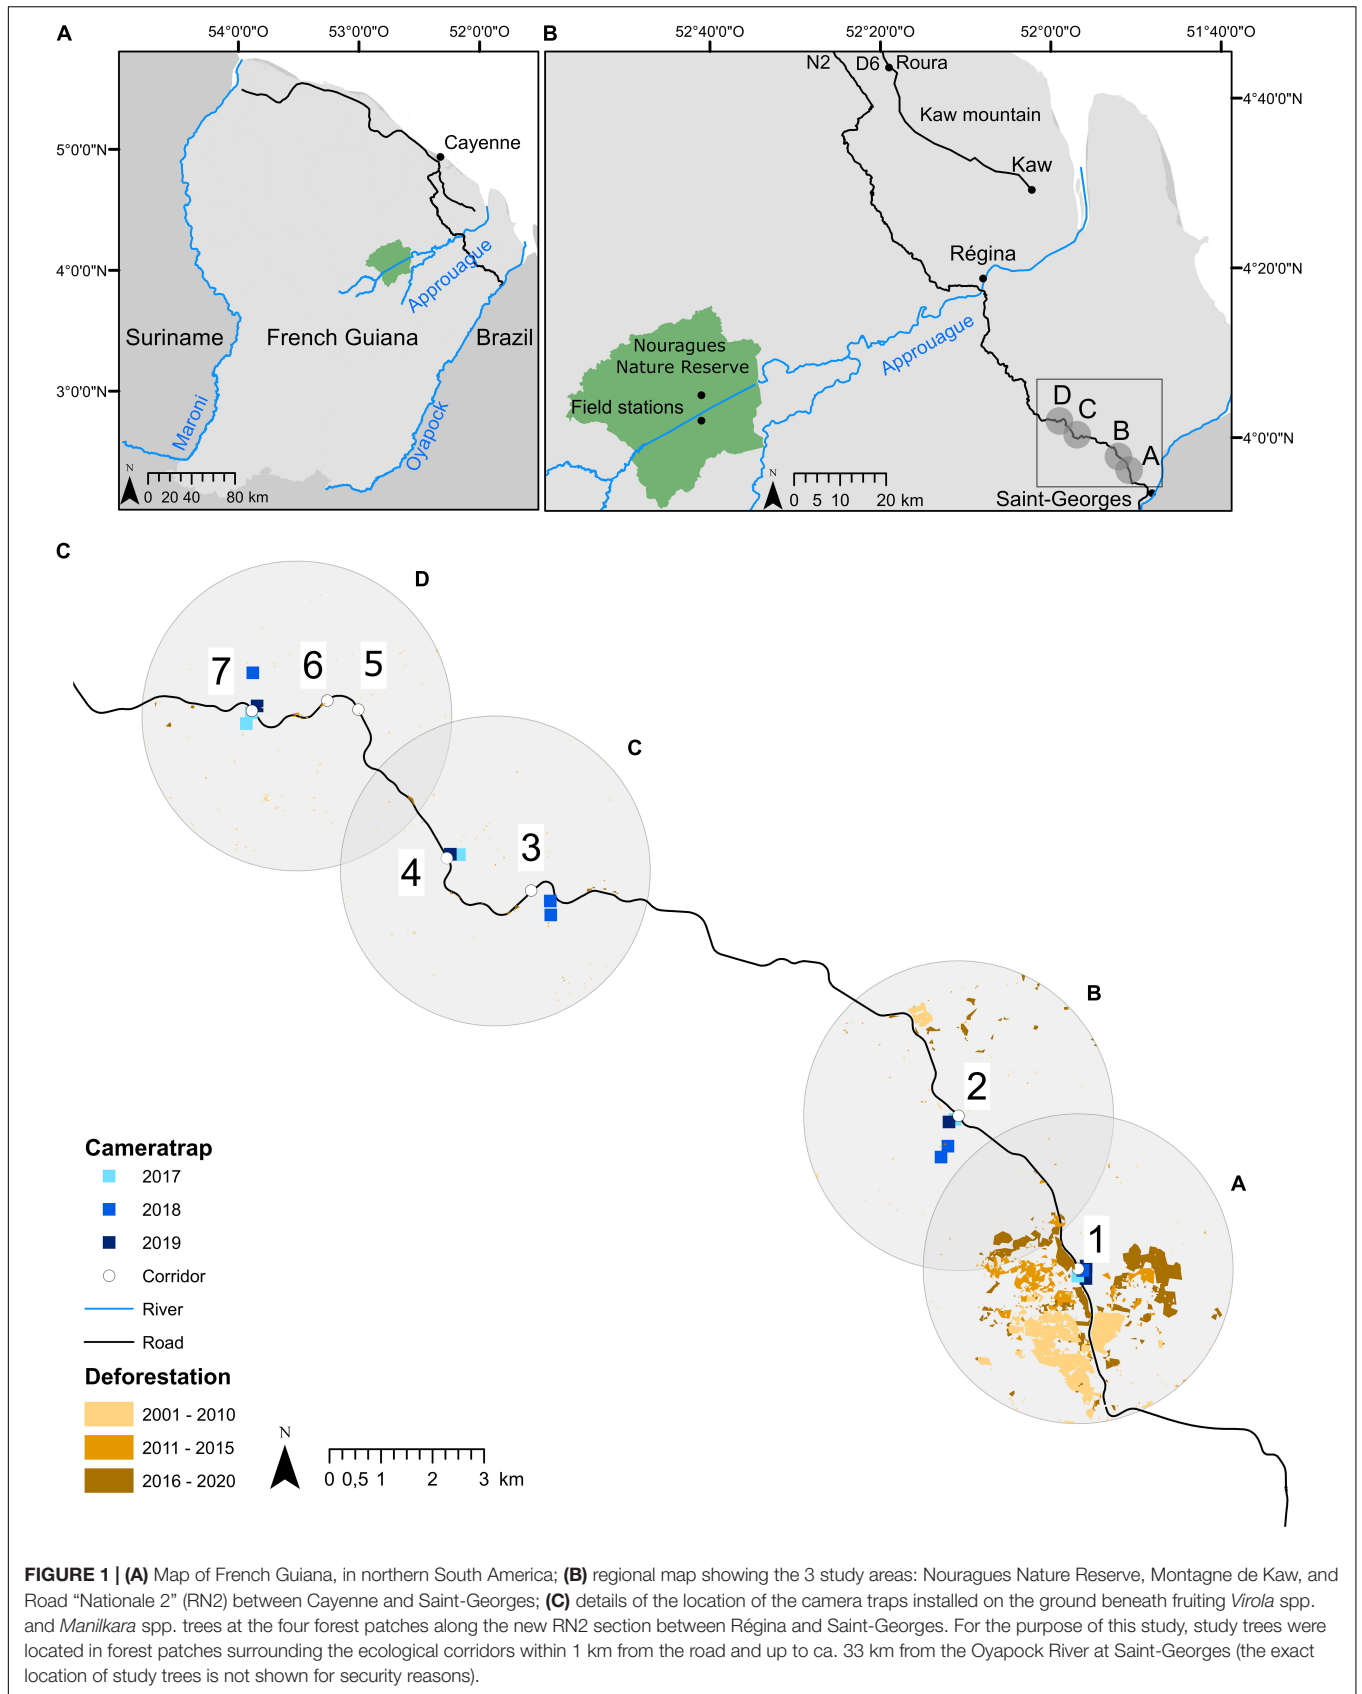 A
54°0'0"O
53°0'0"O
52°0'0"O
5°0'0"N
4°0'0"N
3°0'0"N
Cayenne
Approuague
Suriname
French Guiana
Brazil
Maroni
Oyapock
N
0 20 40 80 km
B
52°40'0"O
52°20'0"O
52°0'0"O
51°40'0"O
4°40'0"N
4°20'0"N
4°0'0"N
N2
D6
Roura
Kaw mountain
Kaw
Régina
Approuague
Nouragues
Nature Reserve
Field stations
D
C
B
A
Saint-Georges
N
0 5 10 20 km
C
D
7
6
5
C
4
3
B
2
A
1
Cameratrap
2017
2018
2019
Corridor
River
Road
Deforestation
2001 - 2010
2011 - 2015
2016 - 2020
N
0 0,5 1 2 3 km
FIGURE 1 | (A) Map of French Guiana, in northern South America; (B) regional map showing the 3 study areas: Nouragues Nature Reserve, Montagne de Kaw, and
Road “Nationale 2” (RN2) between Cayenne and Saint-Georges; (C) details of the location of the camera traps installed on the ground beneath fruiting Virola spp.
and Manilkara spp. trees at the four forest patches along the new RN2 section between Régina and Saint-Georges. For the purpose of this study, study trees were
located in forest patches surrounding the ecological corridors within 1 km from the road and up to ca. 33 km from the Oyapock River at Saint-Georges (the exact
location of study trees is not shown for security reasons).